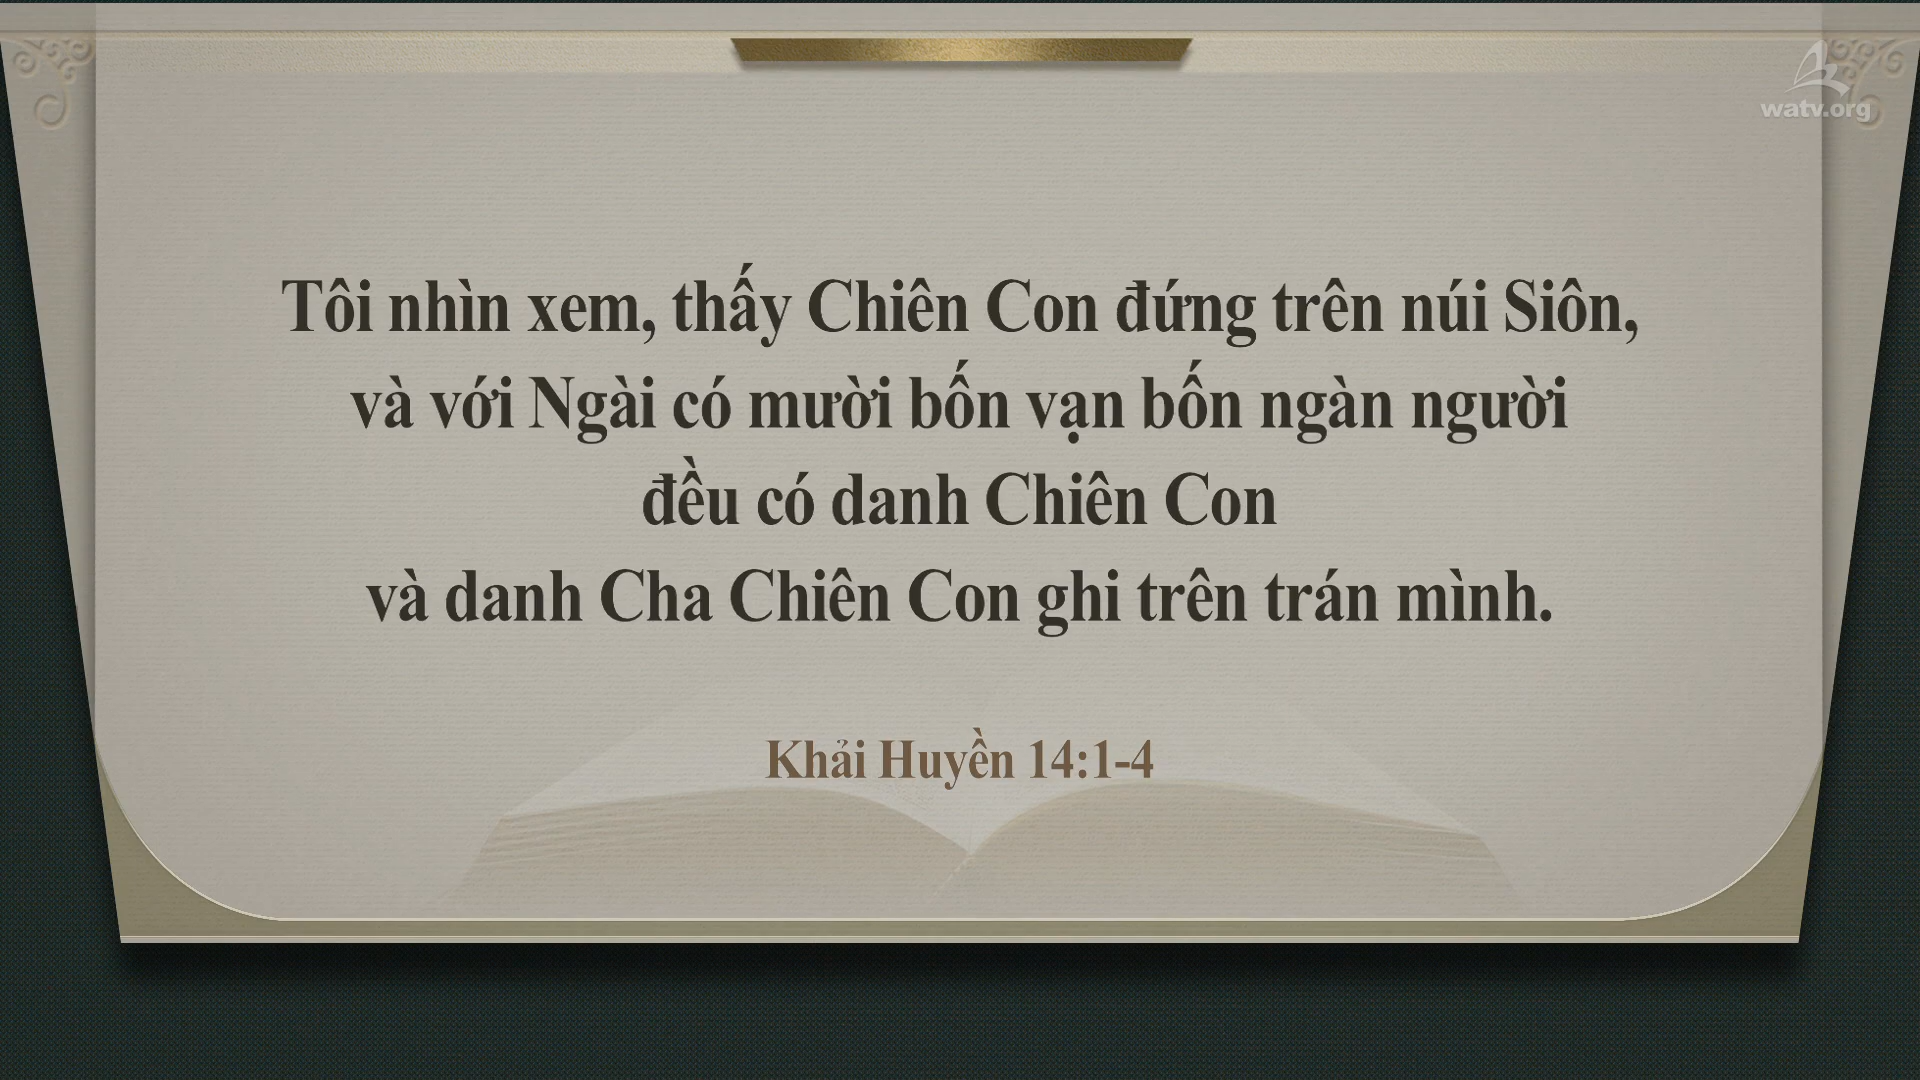 watv.org
Tôi nhìn xem, thấy Chiên Con đứng trên núi Siôn,
và với Ngài có mười bốn vạn bốn ngàn người
đều có danh Chiên Con
và danh Cha Chiên Con ghi trên trán mình.
Khải Huyền 14:1-4